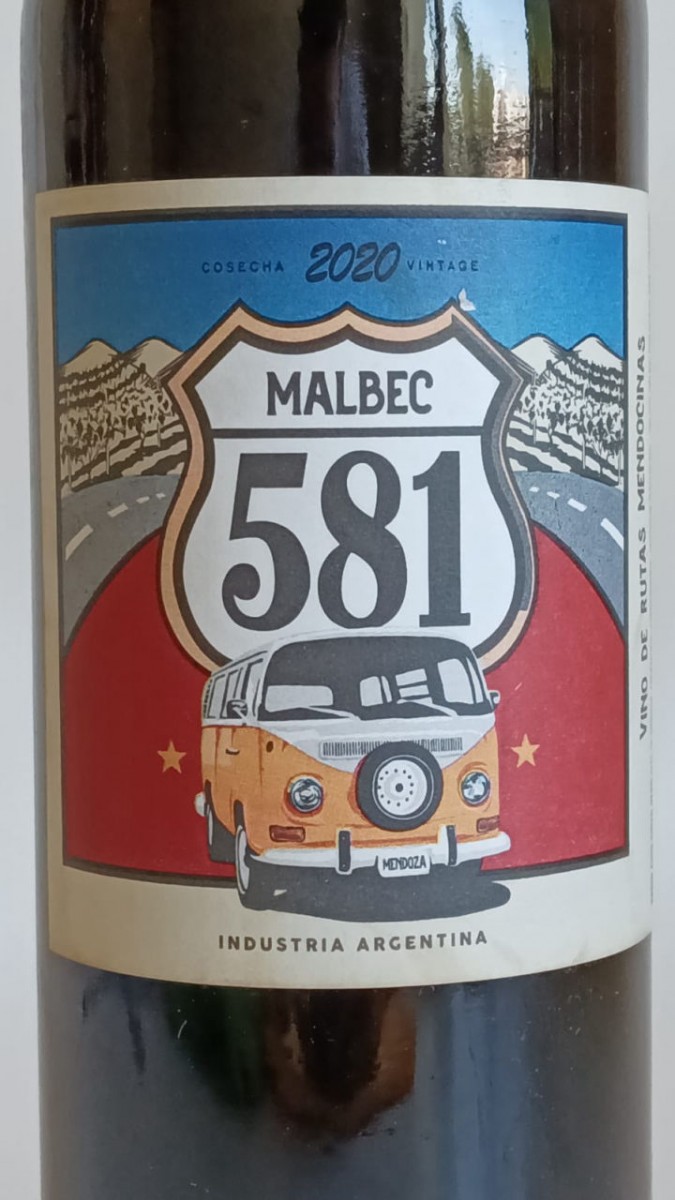 COSECHA 2020 VINTAGE
MALBEC
581
MENDOZA
INDUSTRIA ARGENTINA
VINO DE RUTAS MENDOCINAS